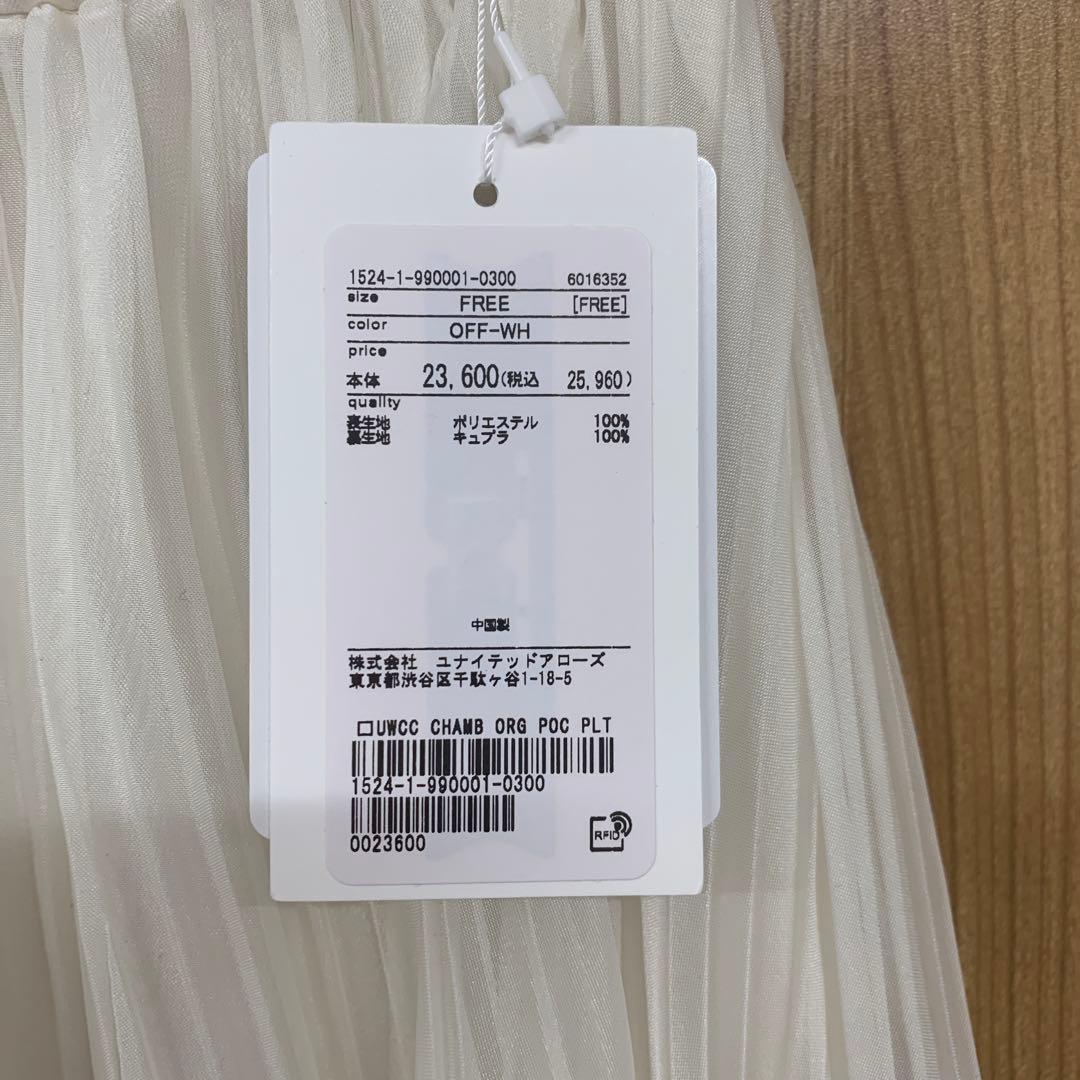 1524-1-990001-0300 6016352
size FREE [FREE]
color OFF-WH
price
本体 23,600(税込 25,960)
quality
表生地 ポリエステル 100%
裏生地 キュプラ 100%
中国製
株式会社 ユナイテッドアローズ
東京都渋谷区千駄ヶ谷1-18-5
□UWCC CHAMB ORG POC PLT
1524-1-990001-0300
0023600
RFID